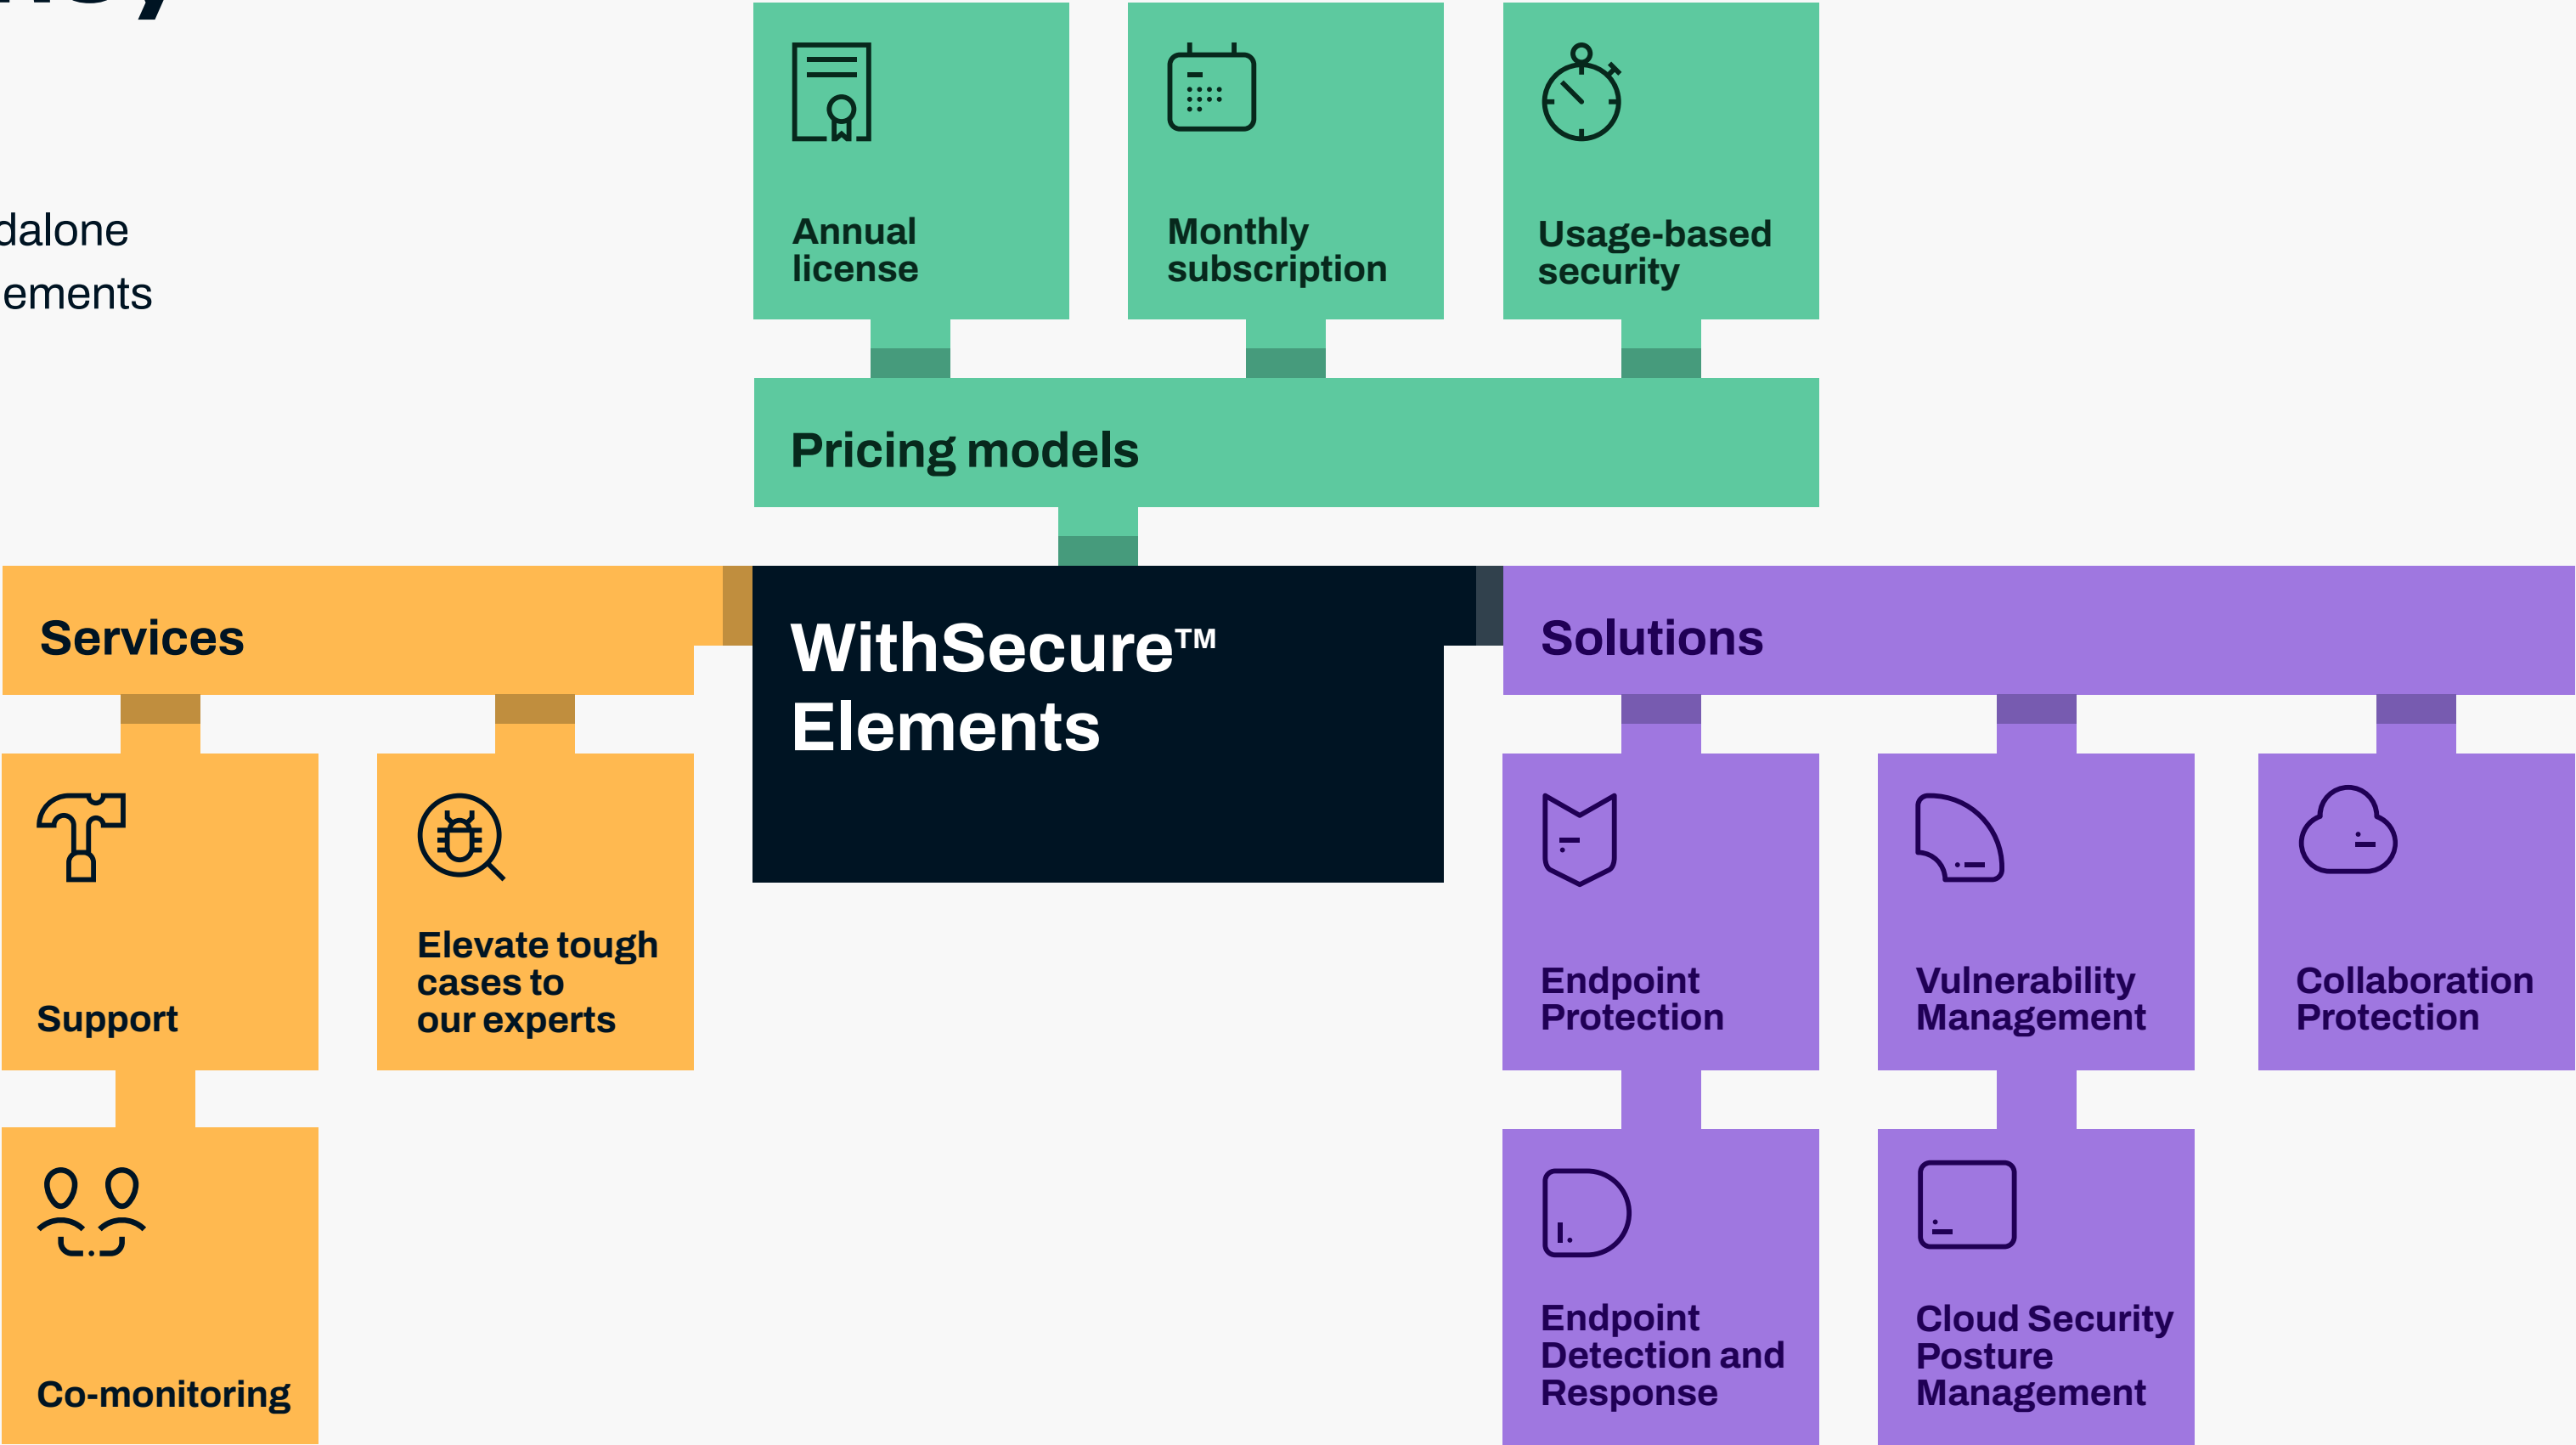 dalone
ements
Annual
license
Monthly
subscription
Usage-based
security
Pricing models
Services
WithSecure™
Elements
Solutions
Support
Elevate tough
cases to
our experts
Endpoint
Protection
Vulnerability
Management
Collaboration
Protection
Co-monitoring
Endpoint
Detection and
Response
Cloud Security
Posture
Management